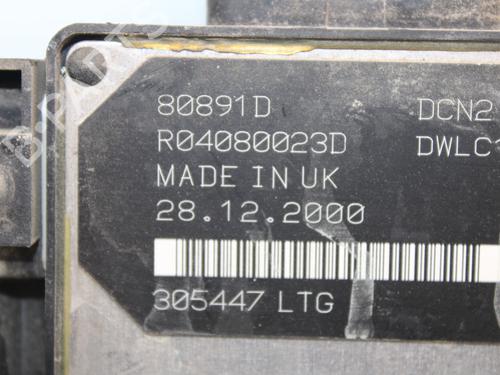 80891D DCN2
R04080023D DWLC
MADE IN UK
28.12.2000
305447 LTG